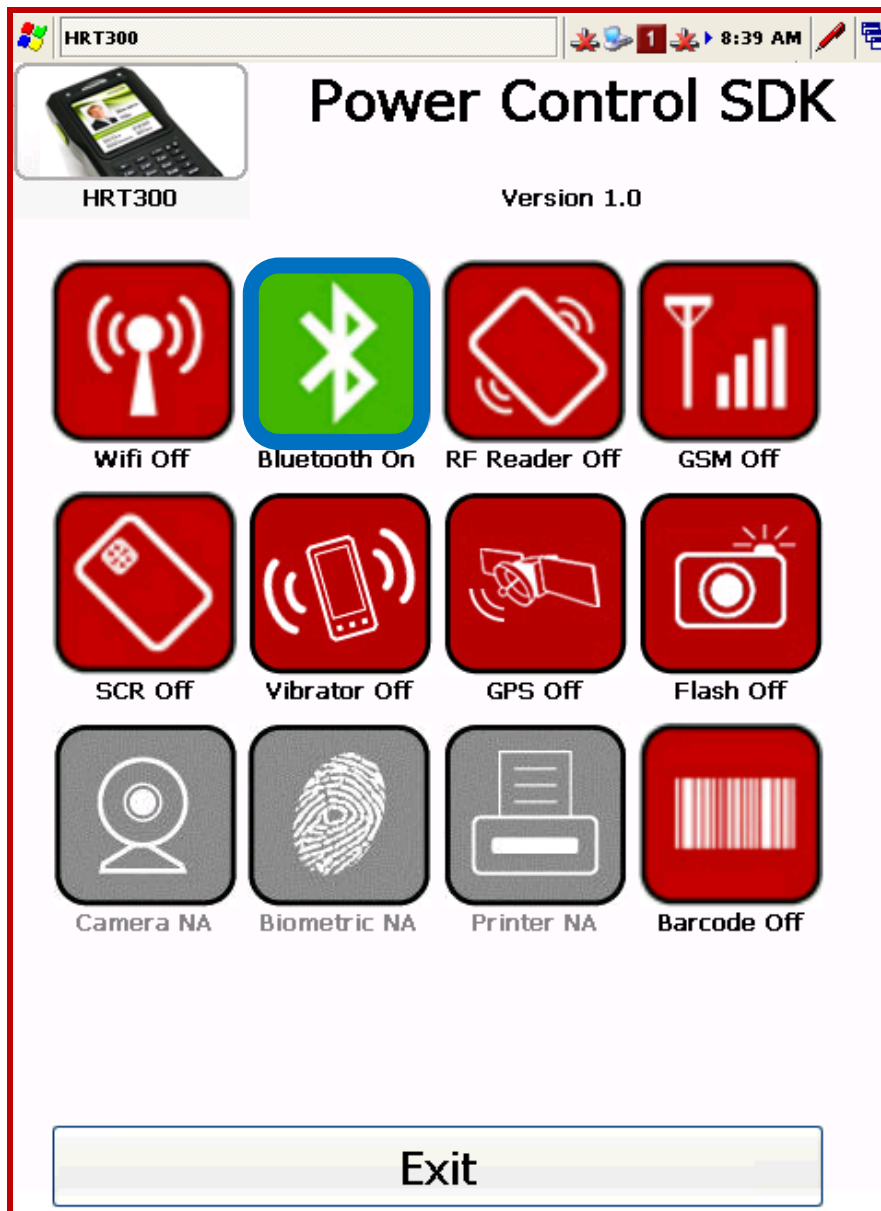 HRT300
1
8:39 AM
Power Control SDK
HRT300
Version 1.0
Wifi Off
Bluetooth On
RF Reader Off
GSM Off
SCR Off
Vibrator Off
GPS Off
Flash Off
Camera NA
Biometric NA
Printer NA
Barcode Off
Exit